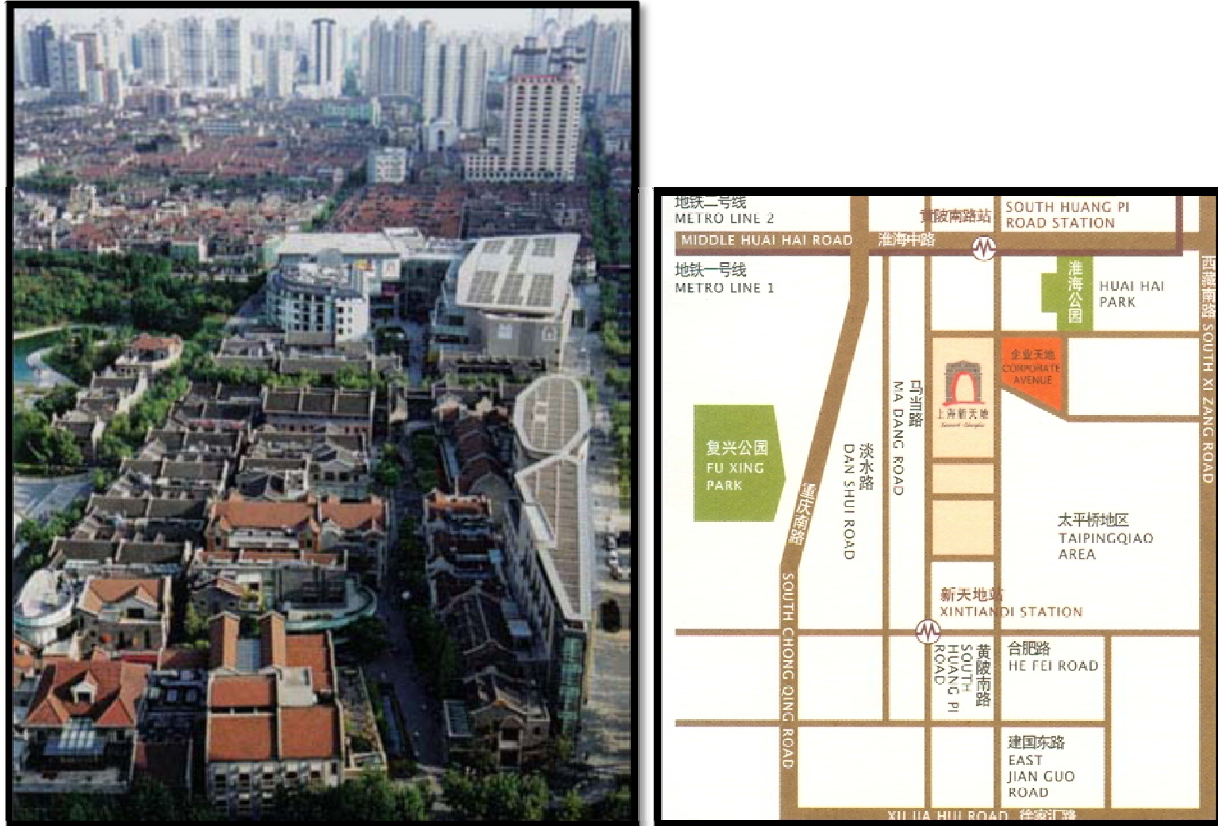 地铁二号线
METRO LINE 2
黄陂南路站
SOUTH HUANG PI
ROAD STATION
MIDDLE HUAI HAI ROAD 淮海中路
地铁一号线
METRO LINE 1
淮海公园
HUAI HAI
PARK
西藏南路 SOUTH XI ZANG ROAD
企业天地
CORPORATE
AVENUE
上海新天地
马当路
MA DANG ROAD
复兴公园
FU XING
PARK
淡水路
DAN SHUI ROAD
重庆南路
SOUTH CHONG QING ROAD
太平桥地区
TAIPINGQIAO
AREA
新天地站
XINTIANDI STATION
黄陂南路
SOUTH
HUANG PI
ROAD
合肥路
HE FEI ROAD
建国东路
EAST
JIAN GUO
ROAD
XU JIA HUI ROAD 徐家汇路